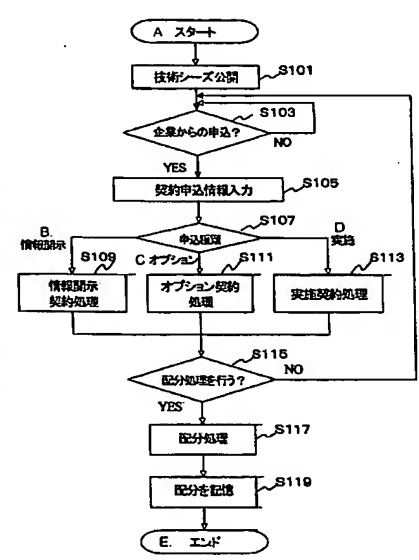 A スタート
技術シーズ公開
S101
S103
企業からの申込?
NO
YES
契約申込情報入力
S105
S107
申込種類
B.
情報開示
C オプション
D
実施
S109
情報開示
契約処理
S111
オプション契約
処理
S113
実施契約処理
S115
配分処理を行う?
NO
YES
配分処理
S117
配分を記憶
S119
E. エンド